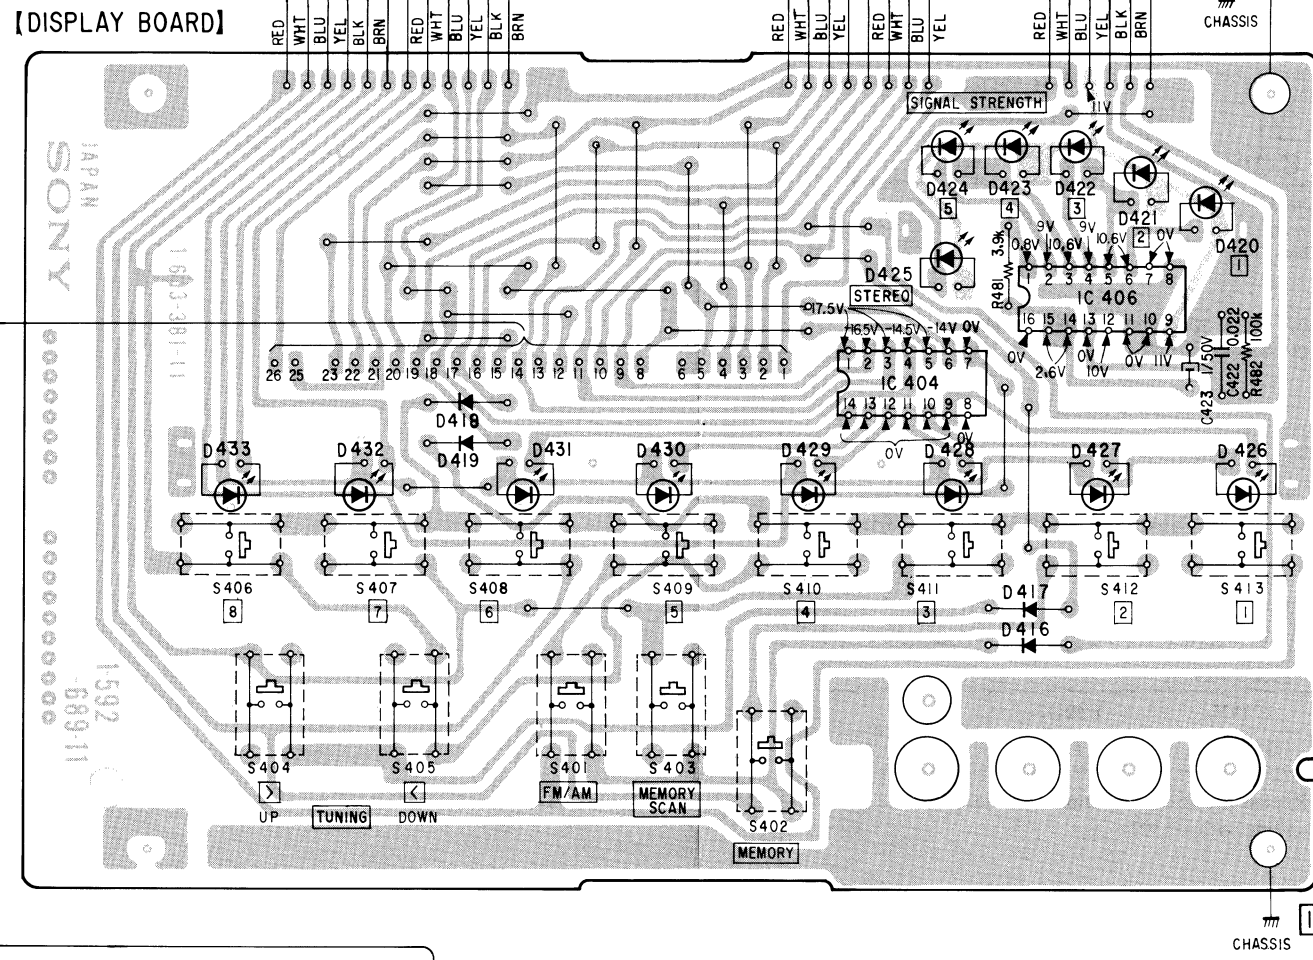 【DISPLAY BOARD】
RED WHT BLU YEL BLK BRN RED WHT BLU YEL BLK BRN
RED WHT BLU YEL RED WHT BLU YEL
RED WHT BLU YEL BLK BRN
CHASSIS
11V
SIGNAL STRENGTH
JAPAN
SONY
D424 D423 D422 D421 D420
5 4 3 2 1
D425
STEREO
R481 3.9k
0.8V 9V 10.6V 9V 10.6V 0V
1 2 3 4 5 6 7 8
IC 406
16 15 14 13 12 11 10 9
0V 2.6V 10V 0V 11V
C423 1/50V
C422 0.022
R482 100k
17.5V 16.5V -14.5V -14V 0V
1 2 3 4 5 6 7
IC 404
14 13 12 11 10 9 8
0V 0V
26 25 23 22 21 20 19 18 17 16 15 14 13 12 11 10 9 8 6 5 4 3 2 1
D418
D419
D433 D432 D431 D430 D429 D428 D427 D426
S406 S407 S408 S409 S410 S411 S412 S413
8 7 6 5 4 3 2 1
D417
D416
1-592
-689-11
S404 S405 S401 S403
> <
UP TUNING DOWN
FM/AM
MEMORY
SCAN
S402
MEMORY
CHASSIS